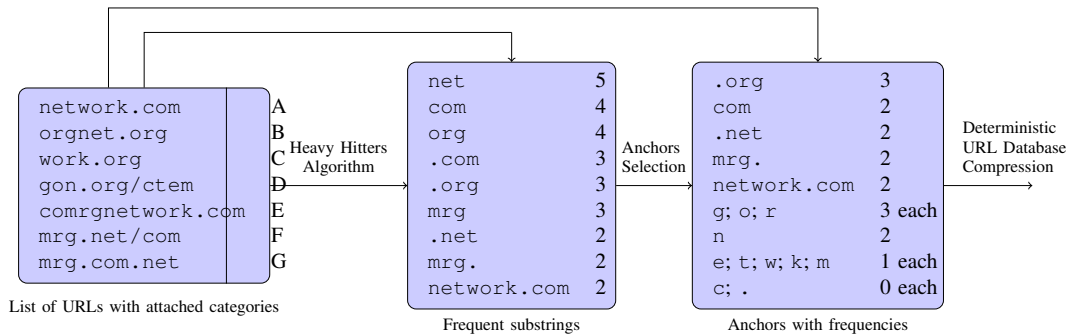 network.com A
orgnet.org B
work.org C
gon.org/ctem D
comrgnetwork.com E
mrg.net/com F
mrg.com.net G
List of URLs with attached categories
Heavy Hitters
Algorithm
net 5
com 4
org 4
.com 3
.org 3
mrg 3
.net 2
mrg. 2
network.com 2
Frequent substrings
Anchors
Selection
.org 3
com 2
.net 2
mrg. 2
network.com 2
g; o; r 3 each
n 2
e; t; w; k; m 1 each
c; . 0 each
Anchors with frequencies
Deterministic
URL Database
Compression